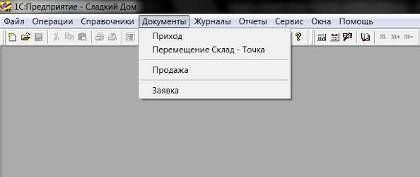 1С:Предприятие - Сладкий Дом
Файл Операции Справочники Документы Журналы Отчеты Сервис Окна Помощь
Приход
Перемещение Склад - Точка
Продажа
Заявка
M M+ M-